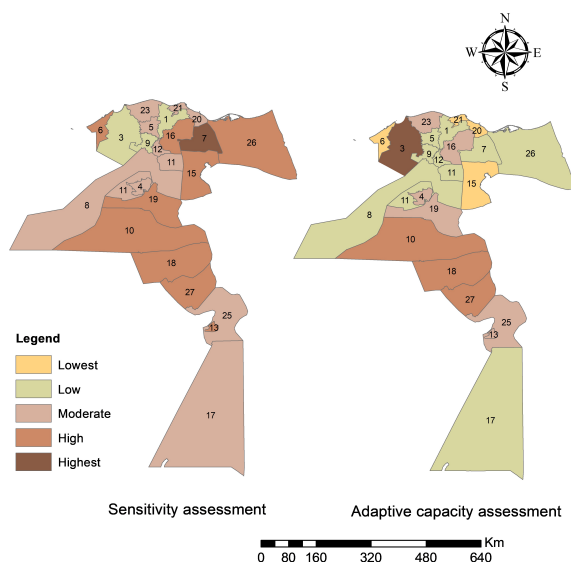 N
W E
S
23 21
6 1 20
3 5 16 7 26
9 12
11 15
11 4
8 19
10
18
27
25
13
17
23 21
6 1 20
3 5 16 7 26
9 12
11 15
11 4
8 19
10
18
27
25
13
17
Legend
Lowest
Low
Moderate
High
Highest
Sensitivity assessment
Adaptive capacity assessment
Km
0 80 160 320 480 640